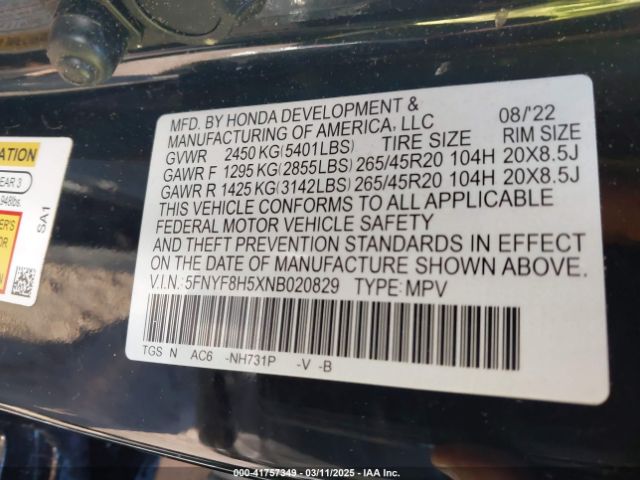 MFD. BY HONDA DEVELOPMENT &
MANUFACTURING OF AMERICA, LLC 08/'22
GVWR 2450 KG(5401LBS) TIRE SIZE RIM SIZE
GAWR F 1295 KG(2855LBS) 265/45R20 104H 20X8.5J
GAWR R 1425 KG(3142LBS) 265/45R20 104H 20X8.5J
THIS VEHICLE CONFORMS TO ALL APPLICABLE
FEDERAL MOTOR VEHICLE SAFETY
AND THEFT PREVENTION STANDARDS IN EFFECT
ON THE DATE OF MANUFACTURE SHOWN ABOVE.
V.I.N.: 5FNYF8H5XNB020829 TYPE: MPV
TGS N AC6 -NH731P -V -B
EAR 3
948lbs.
SA1
000-41757349 - 03/11/2025 - IAA Inc.